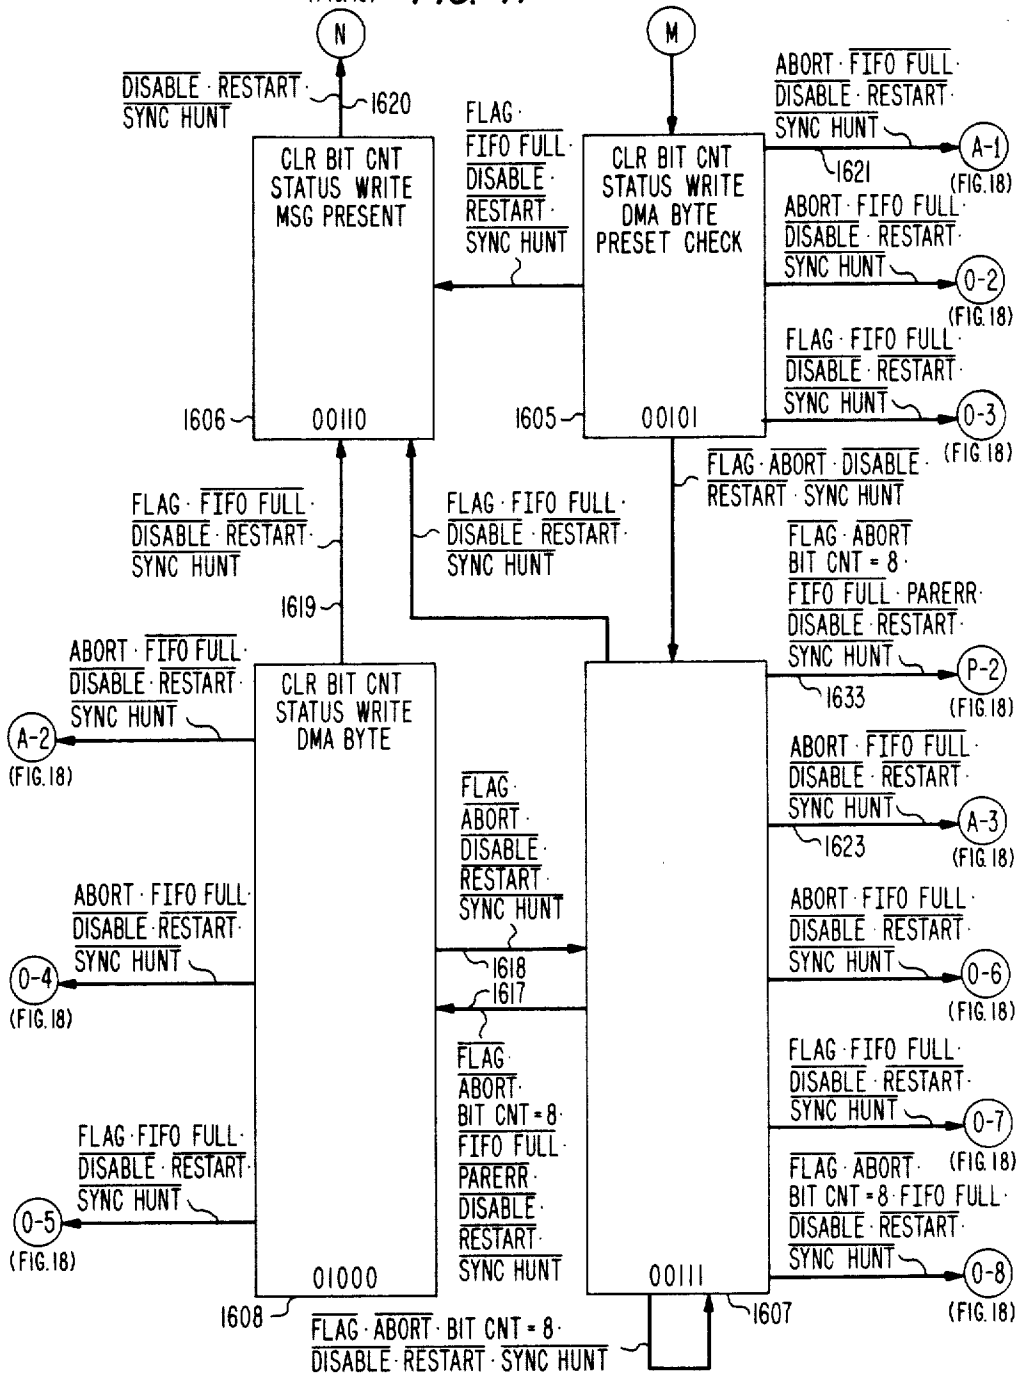 FIG. 17
N
M
DISABLE · RESTART ·
SYNC HUNT
1620
FLAG ·
FIFO FULL ·
DISABLE ·
RESTART ·
SYNC HUNT
ABORT · FIFO FULL ·
DISABLE · RESTART ·
SYNC HUNT
1621
A-1
(FIG. 18)
CLR BIT CNT
STATUS WRITE
MSG PRESENT
CLR BIT CNT
STATUS WRITE
DMA BYTE
PRESET CHECK
ABORT · FIFO FULL ·
DISABLE · RESTART ·
SYNC HUNT
O-2
(FIG. 18)
FLAG · FIFO FULL ·
DISABLE · RESTART ·
SYNC HUNT
O-3
(FIG. 18)
1606
00110
1605
00101
FLAG · ABORT · DISABLE ·
RESTART · SYNC HUNT
FLAG · FIFO FULL ·
DISABLE · RESTART ·
SYNC HUNT
FLAG · FIFO FULL ·
DISABLE · RESTART ·
SYNC HUNT
FLAG · ABORT
BIT CNT = 8 ·
FIFO FULL · PARERR ·
DISABLE · RESTART ·
SYNC HUNT
1633
P-2
(FIG. 18)
1619
ABORT · FIFO FULL ·
DISABLE · RESTART ·
SYNC HUNT
A-2
(FIG. 18)
CLR BIT CNT
STATUS WRITE
DMA BYTE
ABORT · FIFO FULL ·
DISABLE · RESTART ·
SYNC HUNT
1623
A-3
(FIG. 18)
FLAG ·
ABORT ·
DISABLE ·
RESTART ·
SYNC HUNT
1618
ABORT · FIFO FULL ·
DISABLE · RESTART ·
SYNC HUNT
O-4
(FIG. 18)
ABORT · FIFO FULL ·
DISABLE · RESTART ·
SYNC HUNT
O-6
(FIG. 18)
1617
FLAG ·
ABORT ·
BIT CNT = 8 ·
FIFO FULL ·
PARERR ·
DISABLE ·
RESTART ·
SYNC HUNT
FLAG · FIFO FULL ·
DISABLE · RESTART ·
SYNC HUNT
O-7
(FIG. 18)
FLAG · FIFO FULL ·
DISABLE · RESTART ·
SYNC HUNT
O-5
(FIG. 18)
FLAG · ABORT ·
BIT CNT = 8 · FIFO FULL ·
DISABLE · RESTART ·
SYNC HUNT
O-8
(FIG. 18)
01000
00111
1608
1607
FLAG · ABORT · BIT CNT = 8 ·
DISABLE · RESTART · SYNC HUNT